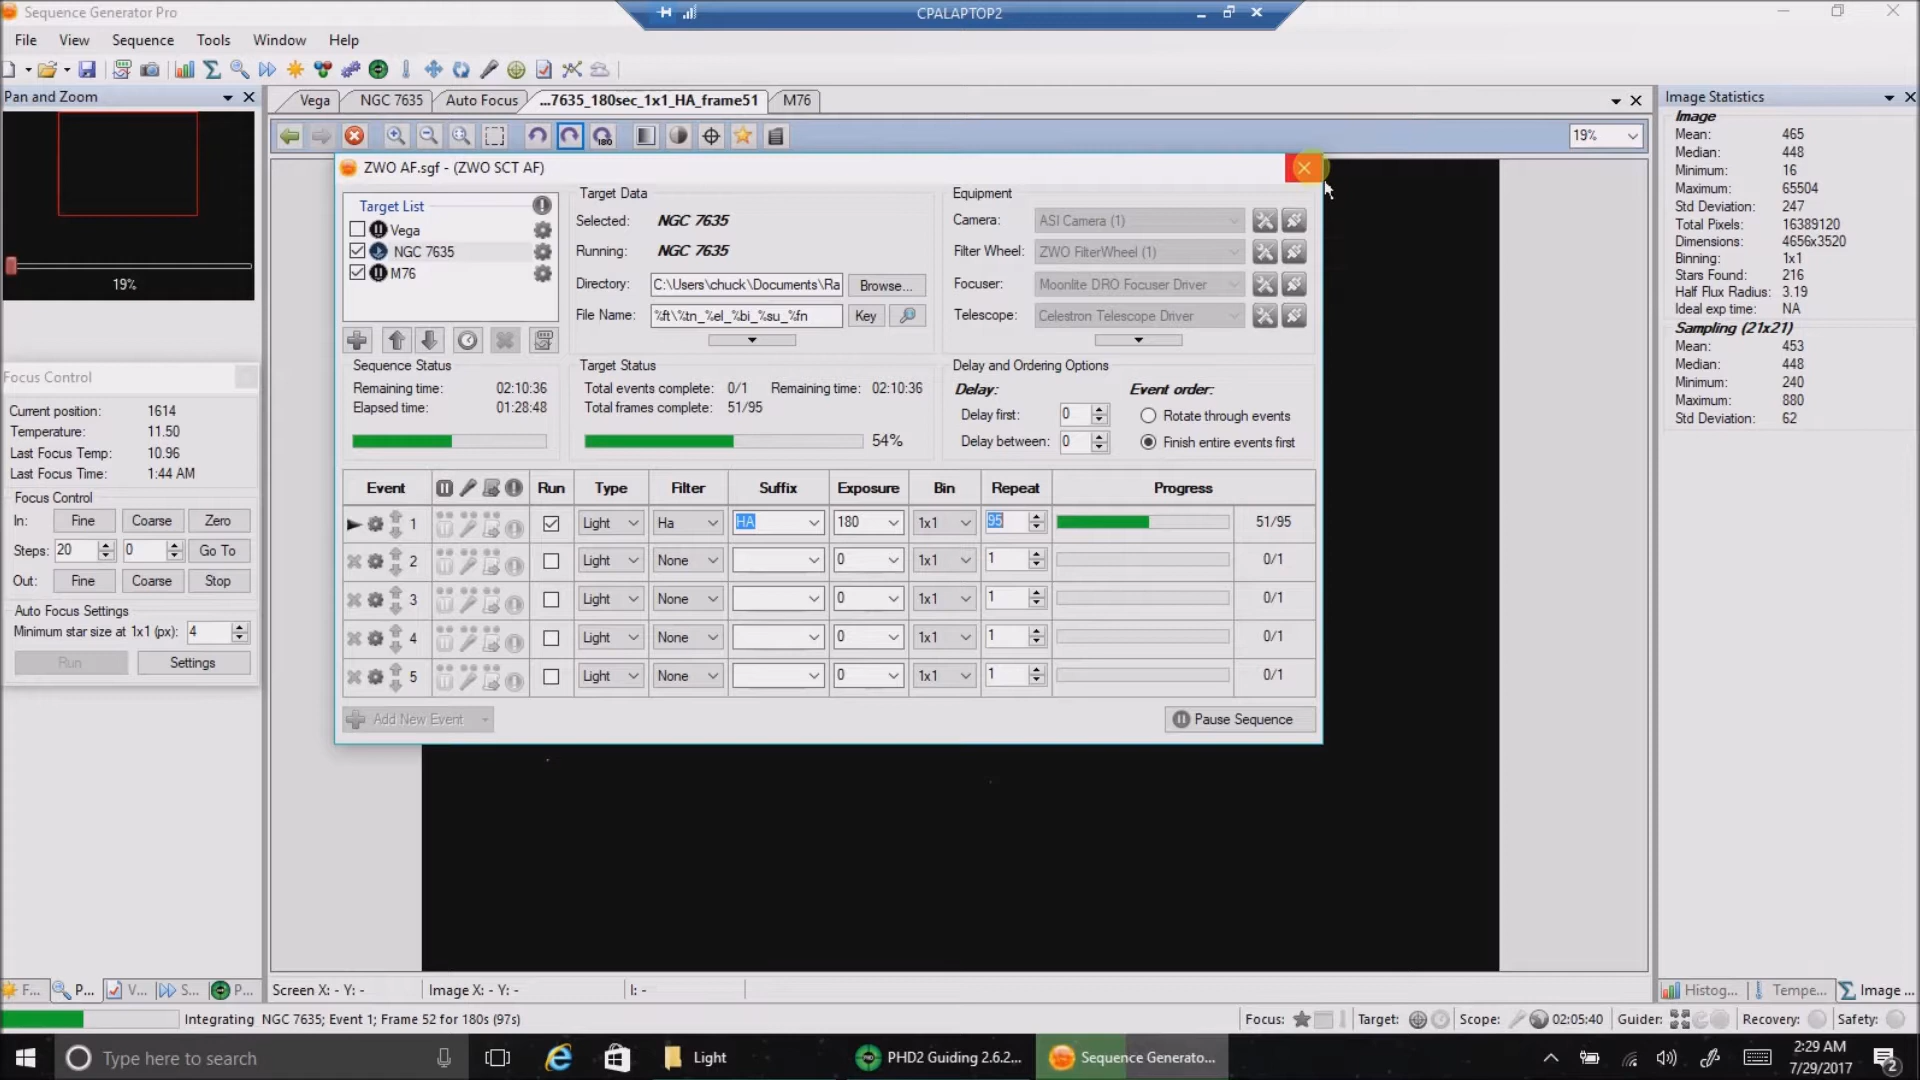 Sequence Generator Pro
CPALAPTOP2
File View Sequence Tools Window Help
Pan and Zoom
Vega NGC 7635 Auto Focus ...7635_180sec_1x1_HA_frame51 M76
19%
19%
ZWO AF.sgf - (ZWO SCT AF)
Target List
Vega
NGC 7635
M76
Target Data
Selected: NGC 7635
Running: NGC 7635
Directory: C:\Users\chuck\Documents\Ra Browse...
File Name: %ft\%tn_%el_%bi_%su_%fn Key
Equipment
Camera: ASI Camera (1)
Filter Wheel: ZWO FilterWheel (1)
Focuser: Moonlite DRO Focuser Driver
Telescope: Celestron Telescope Driver
Sequence Status
Remaining time: 02:10:36
Elapsed time: 01:28:48
Target Status
Total events complete: 0/1 Remaining time: 02:10:36
Total frames complete: 51/95
54%
Delay and Ordering Options
Delay: Event order:
Delay first: 0 Rotate through events
Delay between: 0 Finish entire events first
Event Run Type Filter Suffix Exposure Bin Repeat Progress
1 Light Ha HA 180 1x1 95 51/95
2 Light None 0 1x1 1 0/1
3 Light None 0 1x1 1 0/1
4 Light None 0 1x1 1 0/1
5 Light None 0 1x1 1 0/1
Add New Event Pause Sequence
Focus Control
Current position: 1614
Temperature: 11.50
Last Focus Temp: 10.96
Last Focus Time: 1:44 AM
Focus Control
In: Fine Coarse Zero
Steps: 20 0 Go To
Out: Fine Coarse Stop
Auto Focus Settings
Minimum star size at 1x1 (px): 4
Run Settings
Image Statistics
Image
Mean: 465
Median: 448
Minimum: 16
Maximum: 65504
Std Deviation: 247
Total Pixels: 16389120
Dimensions: 4656x3520
Binning: 1x1
Stars Found: 216
Half Flux Radius: 3.19
Ideal exp time: NA
Sampling (21x21)
Mean: 453
Median: 448
Minimum: 240
Maximum: 880
Std Deviation: 62
F... P... V... S... P... Screen X: - Y: - Image X: - Y: - I: - Histog... Tempe... Image ...
Integrating NGC 7635; Event 1; Frame 52 for 180s (97s) Focus: Target: Scope: 02:05:40 Guider: Recovery: Safety:
Type here to search Light PHD2 Guiding 2.6.2... Sequence Generato...
2:29 AM
7/29/2017
2